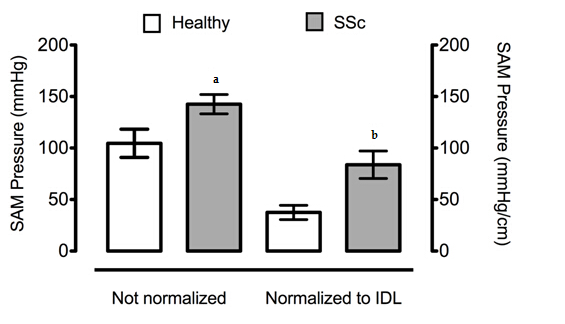 Healthy SSc
SAM Pressure (mmHg)
200
150
100
50
0
a
b
200
150
100
50
0
SAM Pressure (mmHg/cm)
Not normalized Normalized to IDL